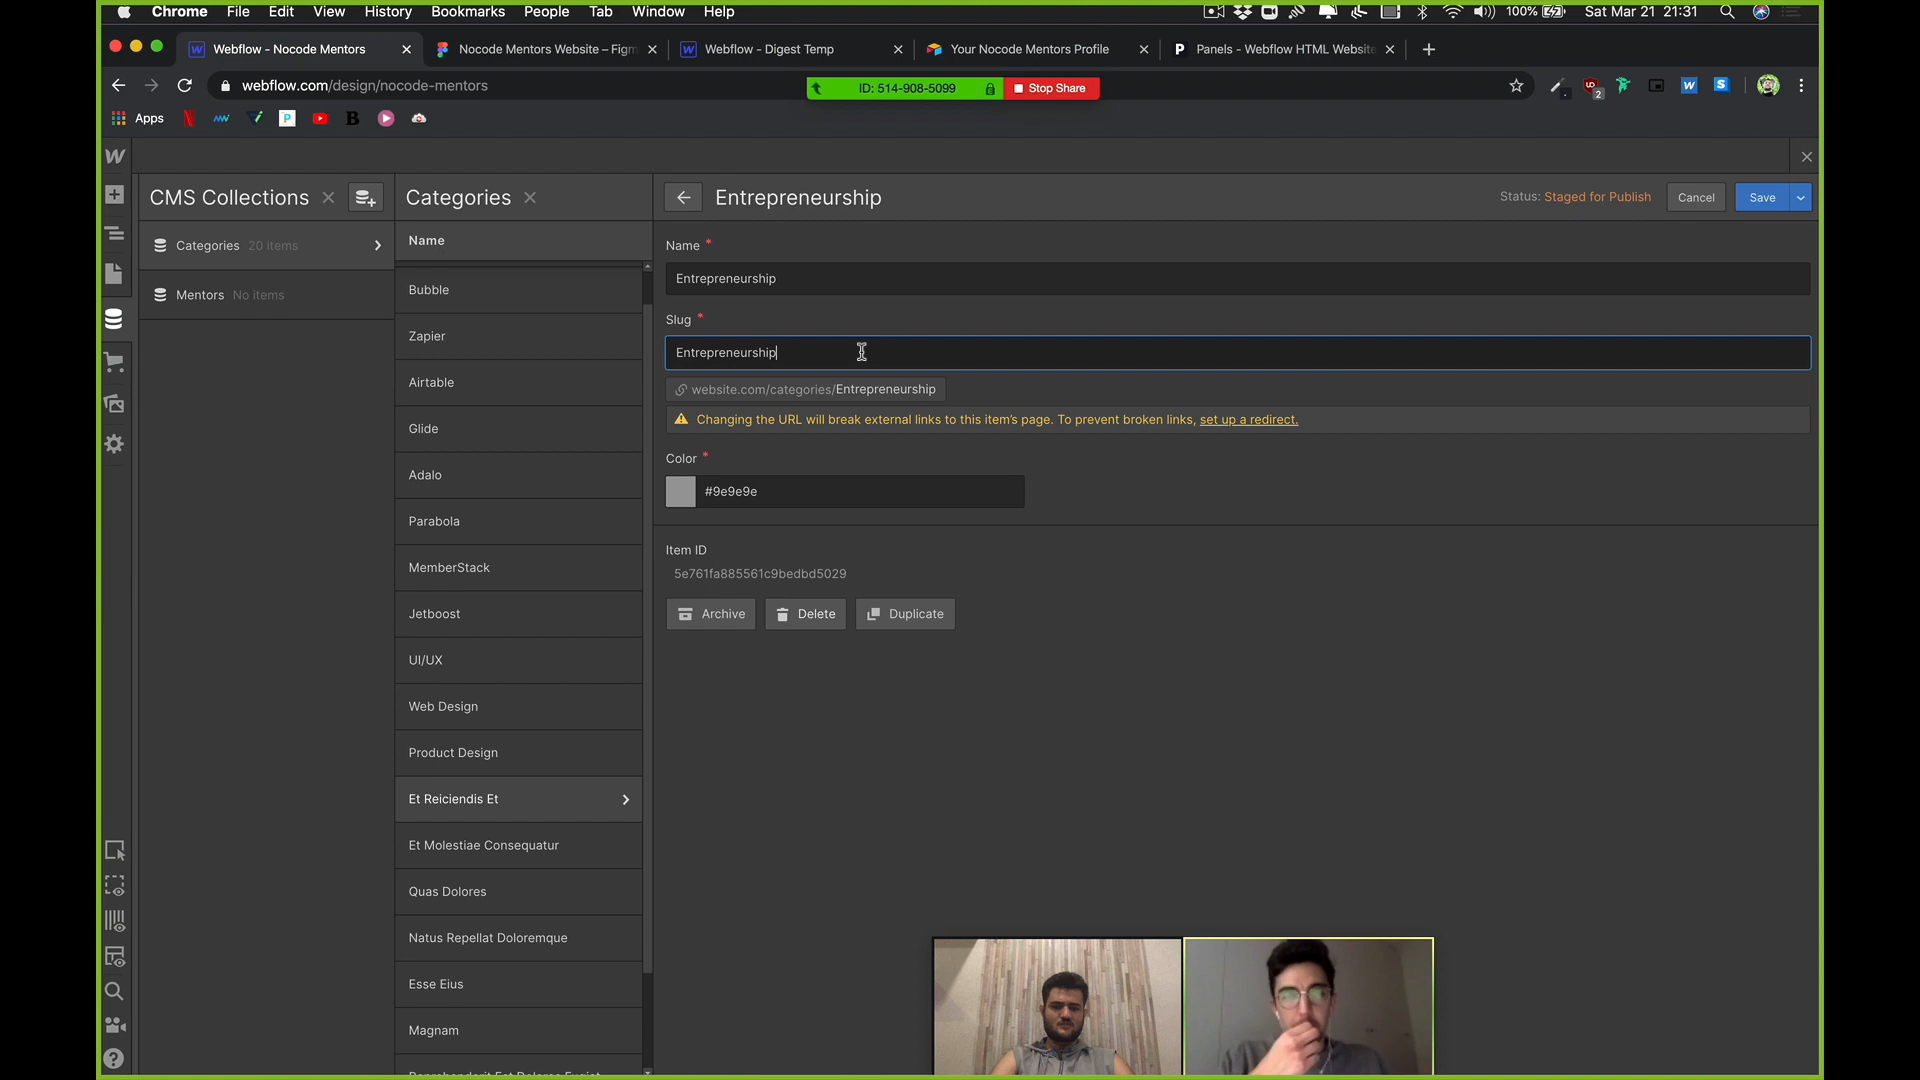 Chrome File Edit View History Bookmarks People Tab Window Help 100% Sat Mar 21 21:31
Webflow - Nocode Mentors Nocode Mentors Website – Figm Webflow - Digest Temp Your Nocode Mentors Profile Panels - Webflow HTML Website
webflow.com/design/nocode-mentors
ID: 514-908-5099 Stop Share
Apps
CMS Collections
Categories
Entrepreneurship
Status: Staged for Publish
Cancel
Save
Categories 20 items
Mentors No items
Name
Bubble
Zapier
Airtable
Glide
Adalo
Parabola
MemberStack
Jetboost
UI/UX
Web Design
Product Design
Et Reiciendis Et
Et Molestiae Consequatur
Quas Dolores
Natus Repellat Doloremque
Esse Eius
Magnam
Name *
Entrepreneurship
Slug *
Entrepreneurship
website.com/categories/Entrepreneurship
Changing the URL will break external links to this item's page. To prevent broken links, set up a redirect.
Color *
#9e9e9e
Item ID
5e761fa885561c9bedbd5029
Archive
Delete
Duplicate